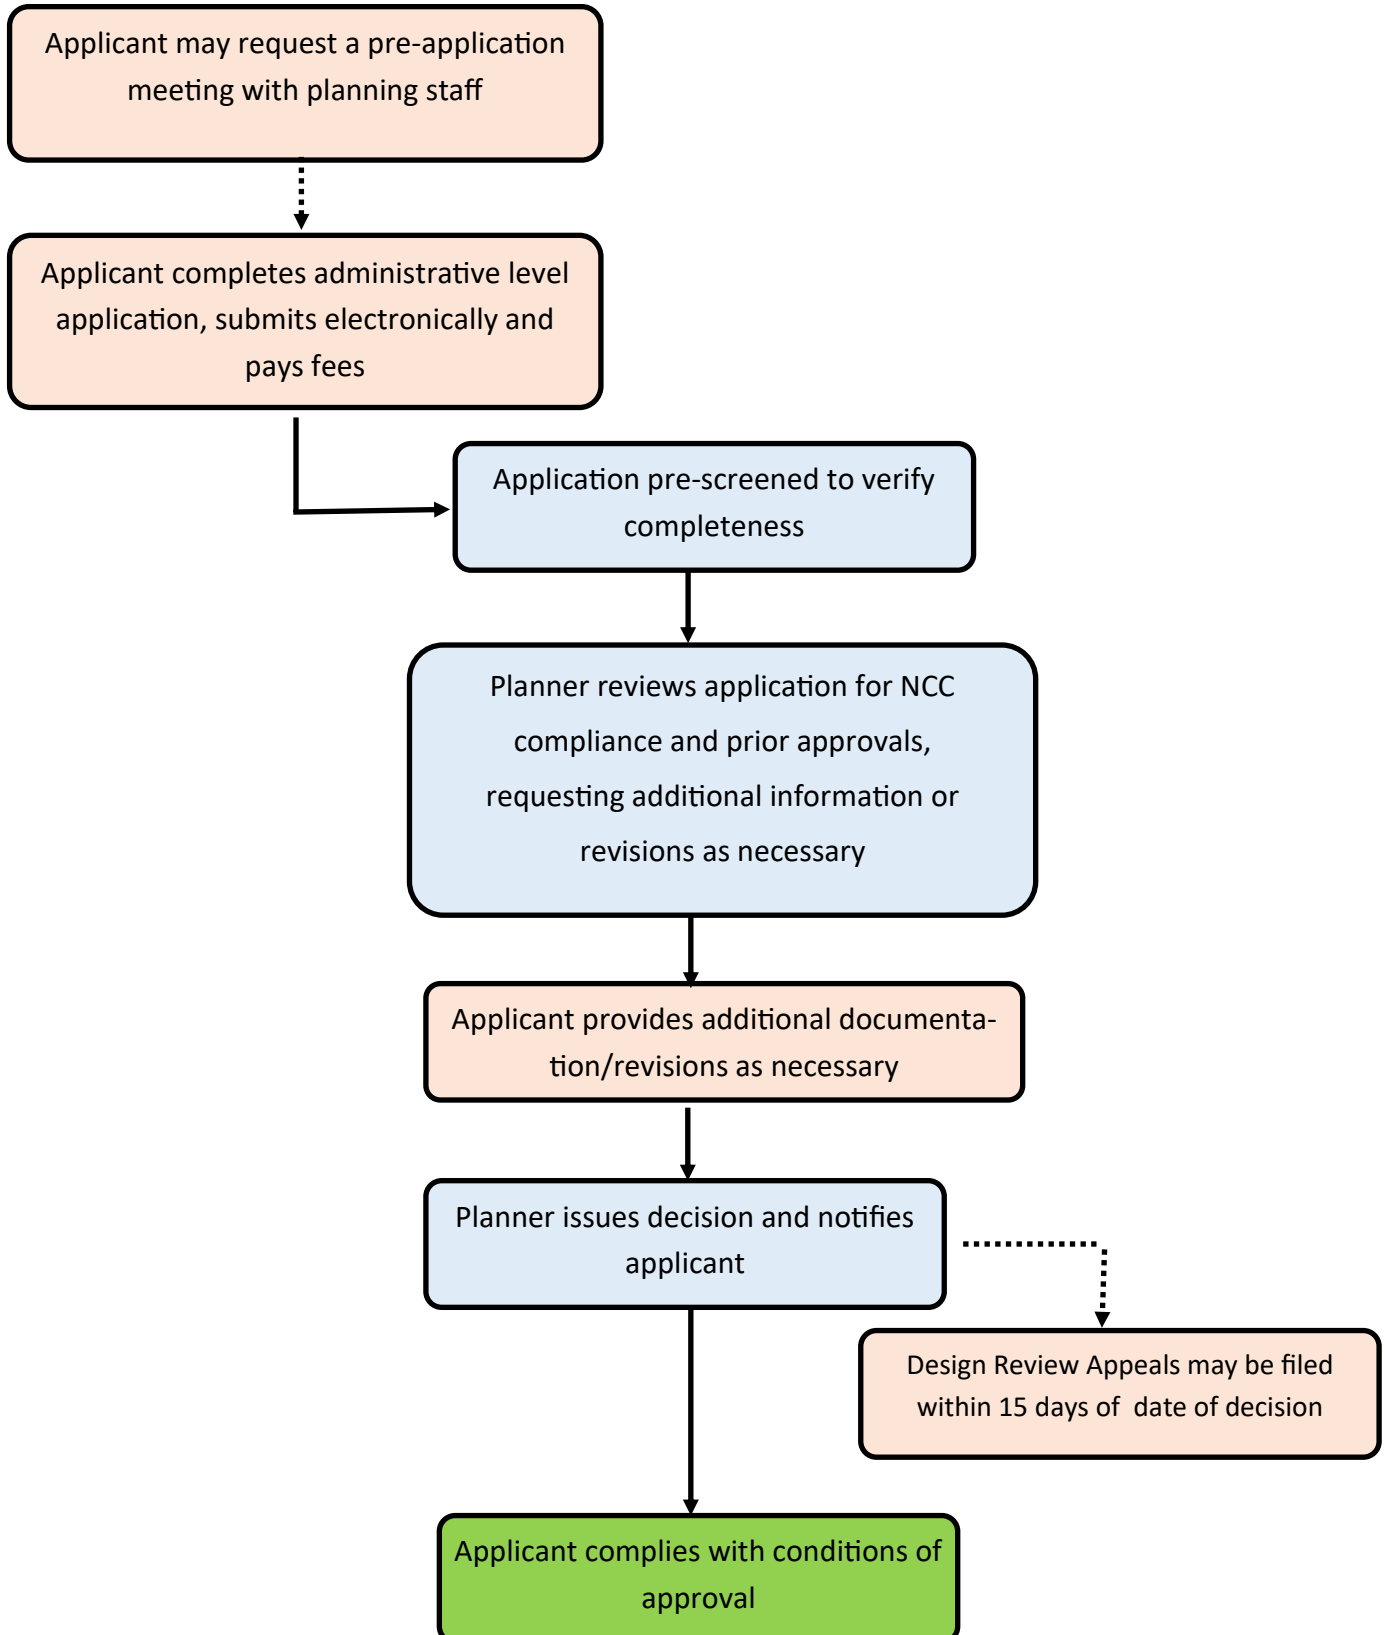 Applicant may request a pre-application
meeting with planning staff
Applicant completes administrative level
application, submits electronically and
pays fees
Application pre-screened to verify
completeness
Planner reviews application for NCC
compliance and prior approvals,
requesting additional information or
revisions as necessary
Applicant provides additional documenta-
tion/revisions as necessary
Planner issues decision and notifies
applicant
Design Review Appeals may be filed
within 15 days of  date of decision
Applicant complies with conditions of
approval